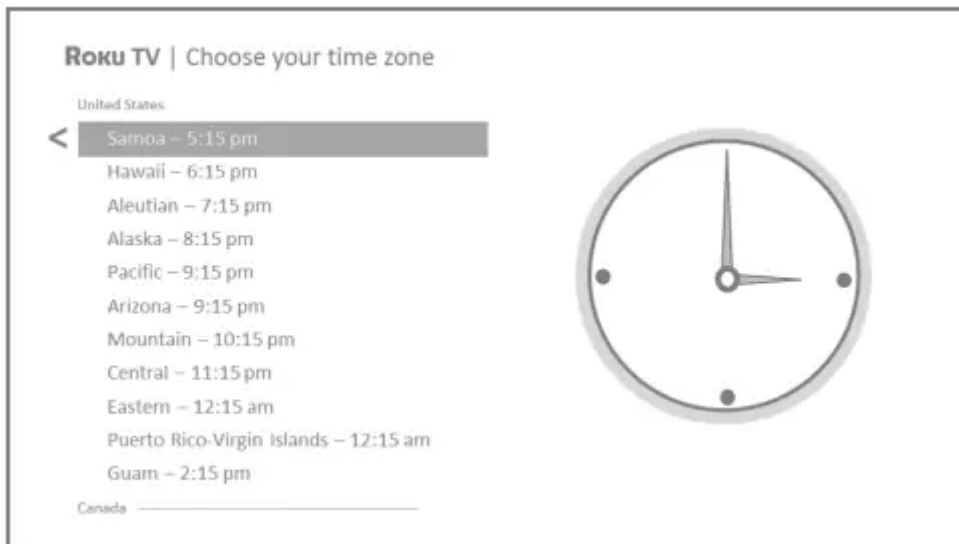 ROKU TV | Choose your time zone
United States
<
Samoa – 5:15 pm
Hawaii – 6:15 pm
Aleutian – 7:15 pm
Alaska – 8:15 pm
Pacific – 9:15 pm
Arizona – 9:15 pm
Mountain – 10:15 pm
Central – 11:15 pm
Eastern – 12:15 am
Puerto Rico-Virgin Islands – 12:15 am
Guam – 2:15 pm
Canada